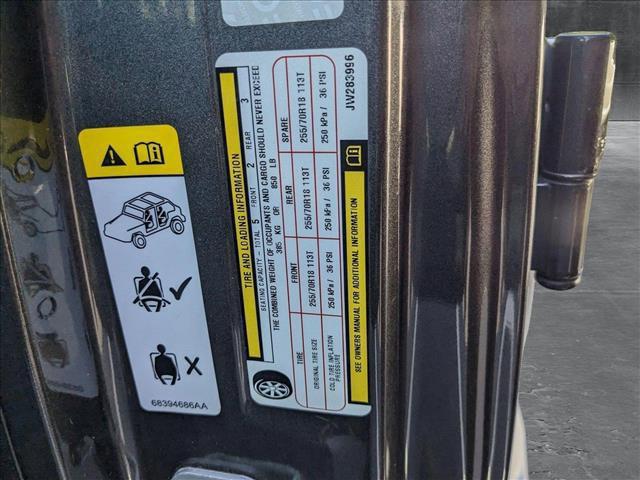 TIRE AND LOADING INFORMATION
SEATING CAPACITY - TOTAL 5 FRONT 2 REAR 3
THE COMBINED WEIGHT OF OCCUPANTS AND CARGO SHOULD NEVER EXCEED
385 KG OR 850 LB
TIRE FRONT REAR SPARE
ORIGINAL TIRE SIZE 255/70R18 113T 255/70R18 113T 255/70R18 113T
COLD TIRE INFLATION PRESSURE 250 kPa / 36 PSI 250 kPa / 36 PSI 250 kPa / 36 PSI
SEE OWNERS MANUAL FOR ADDITIONAL INFORMATION
JW283996
68394686AA